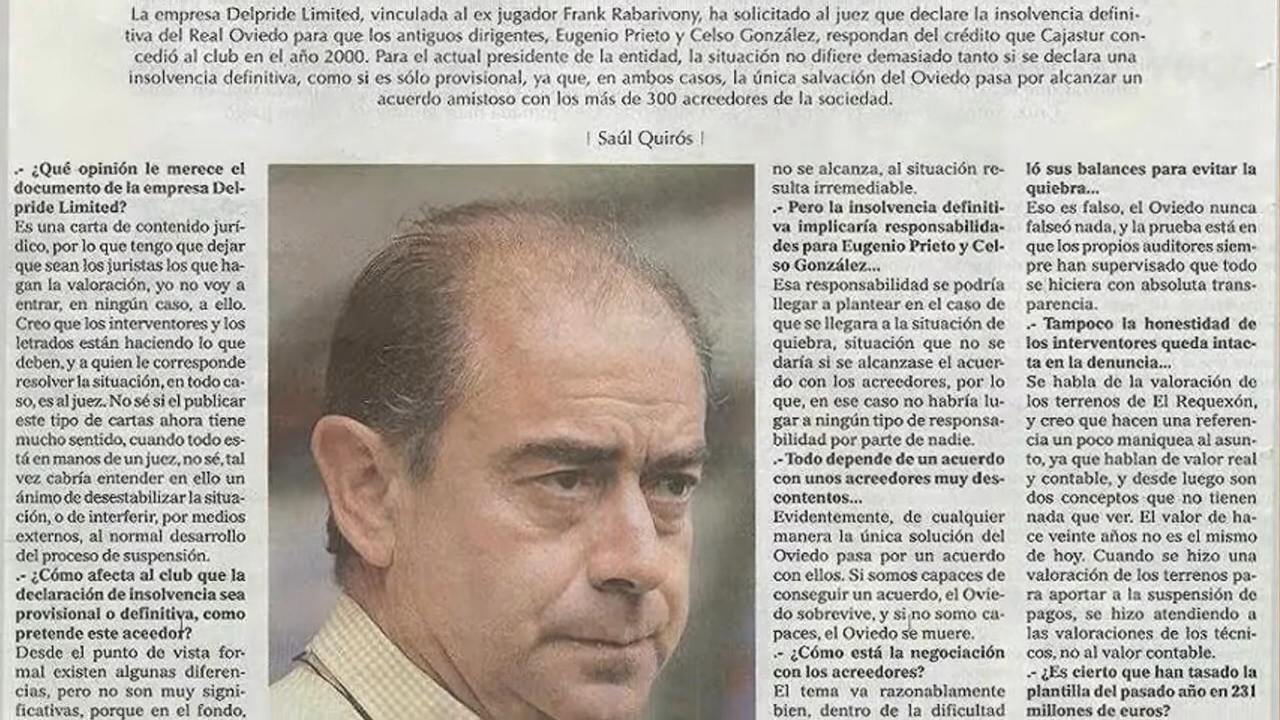 La empresa Delpride Limited, vinculada al ex jugador Frank Rabarivony, ha solicitado al juez que declare la insolvencia defini-
tiva del Real Oviedo para que los antiguos dirigentes, Eugenio Prieto y Celso González, respondan del crédito que Cajastur con-
cedió al club en el año 2000. Para el actual presidente de la entidad, la situación no difiere demasiado tanto si se declara una
insolvencia definitiva, como si es sólo provisional, ya que, en ambos casos, la única salvación del Oviedo pasa por alcanzar un
acuerdo amistoso con los más de 300 acreedores de la sociedad.
| Saúl Quirós |
.- ¿Qué opinión le merece el
documento de la empresa Del-
pride Limited?
Es una carta de contenido jurí-
dico, por lo que tengo que dejar
que sean los juristas los que ha-
gan la valoración, yo no voy a
entrar, en ningún caso, a ello.
Creo que los interventores y los
letrados están haciendo lo que
deben, y a quien le corresponde
resolver la situación, en todo ca-
so, es al juez. No sé si el publicar
este tipo de cartas ahora tiene
mucho sentido, cuando todo es-
tá en manos de un juez, no sé, tal
vez cabría entender en ello un
ánimo de desestabilizar la situa-
ción, o de interferir, por medios
externos, al normal desarrollo
del proceso de suspensión.
.- ¿Cómo afecta al club que la
declaración de insolvencia sea
provisional o definitiva, como
pretende este aceedor?
Desde el punto de vista for-
mal existen algunas diferen-
cias, pero no son muy signi-
ficativas, porque en el fondo,
no se alcanza, al situación re-
sulta irremediable.
.- Pero la insolvencia definiti-
va implicaría responsabilida-
des para Eugenio Prieto y Cel-
so González...
Esa responsabilidad se podría
llegar a plantear en el caso de
que se llegara a la situación de
quiebra, situación que no se
daría si se alcanzase el acuer-
do con los acreedores, por lo
que, en ese caso no habría lu-
gar a ningún tipo de responsa-
bilidad por parte de nadie.
.- Todo depende de un acuerdo
con unos acreedores muy des-
contentos...
Evidentemente, de cualquier
manera la única solución del
Oviedo pasa por un acuerdo
con ellos. Si somos capaces de
conseguir un acuerdo, el Ovie-
do sobrevive, y si no somo ca-
paces, el Oviedo se muere.
.- ¿Cómo está la negociación
con los acreedores?
El tema va razonablemente
bien, dentro de la dificultad
ló sus balances para evitar la
quiebra...
Eso es falso, el Oviedo nunca
falseó nada, y la prueba está en
que los propios auditores siem-
pre han supervisado que todo
se hiciera con absoluta trans-
parencia.
.- Tampoco la honestidad de
los interventores queda intac-
ta en la denuncia...
Se habla de la valoración de
los terrenos de El Requexón,
y creo que hacen una referen-
cia un poco maniquea al asun-
to, ya que hablan de valor real
y contable, y desde luego son
dos conceptos que no tienen
nada que ver. El valor de ha-
ce veinte años no es el mismo
de hoy. Cuando se hizo una
valoración de los terrenos pa-
ra aportar a la suspensión de
pagos, se hizo atendiendo a
las valoraciones de los técni-
cos, no al valor contable.
.- ¿Es cierto que han tasado la
plantilla del pasado año en 231
millones de euros?